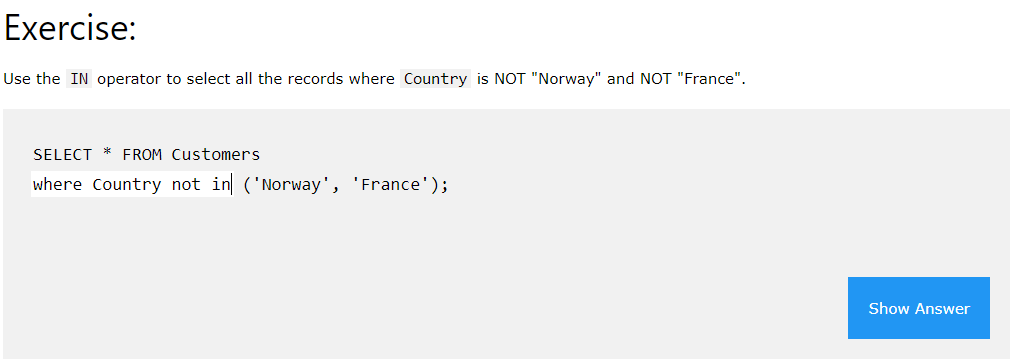 Exercise:
Use the IN operator to select all the records where Country is NOT "Norway" and NOT "France".
SELECT * FROM Customers
where Country not in ('Norway', 'France');
Show Answer